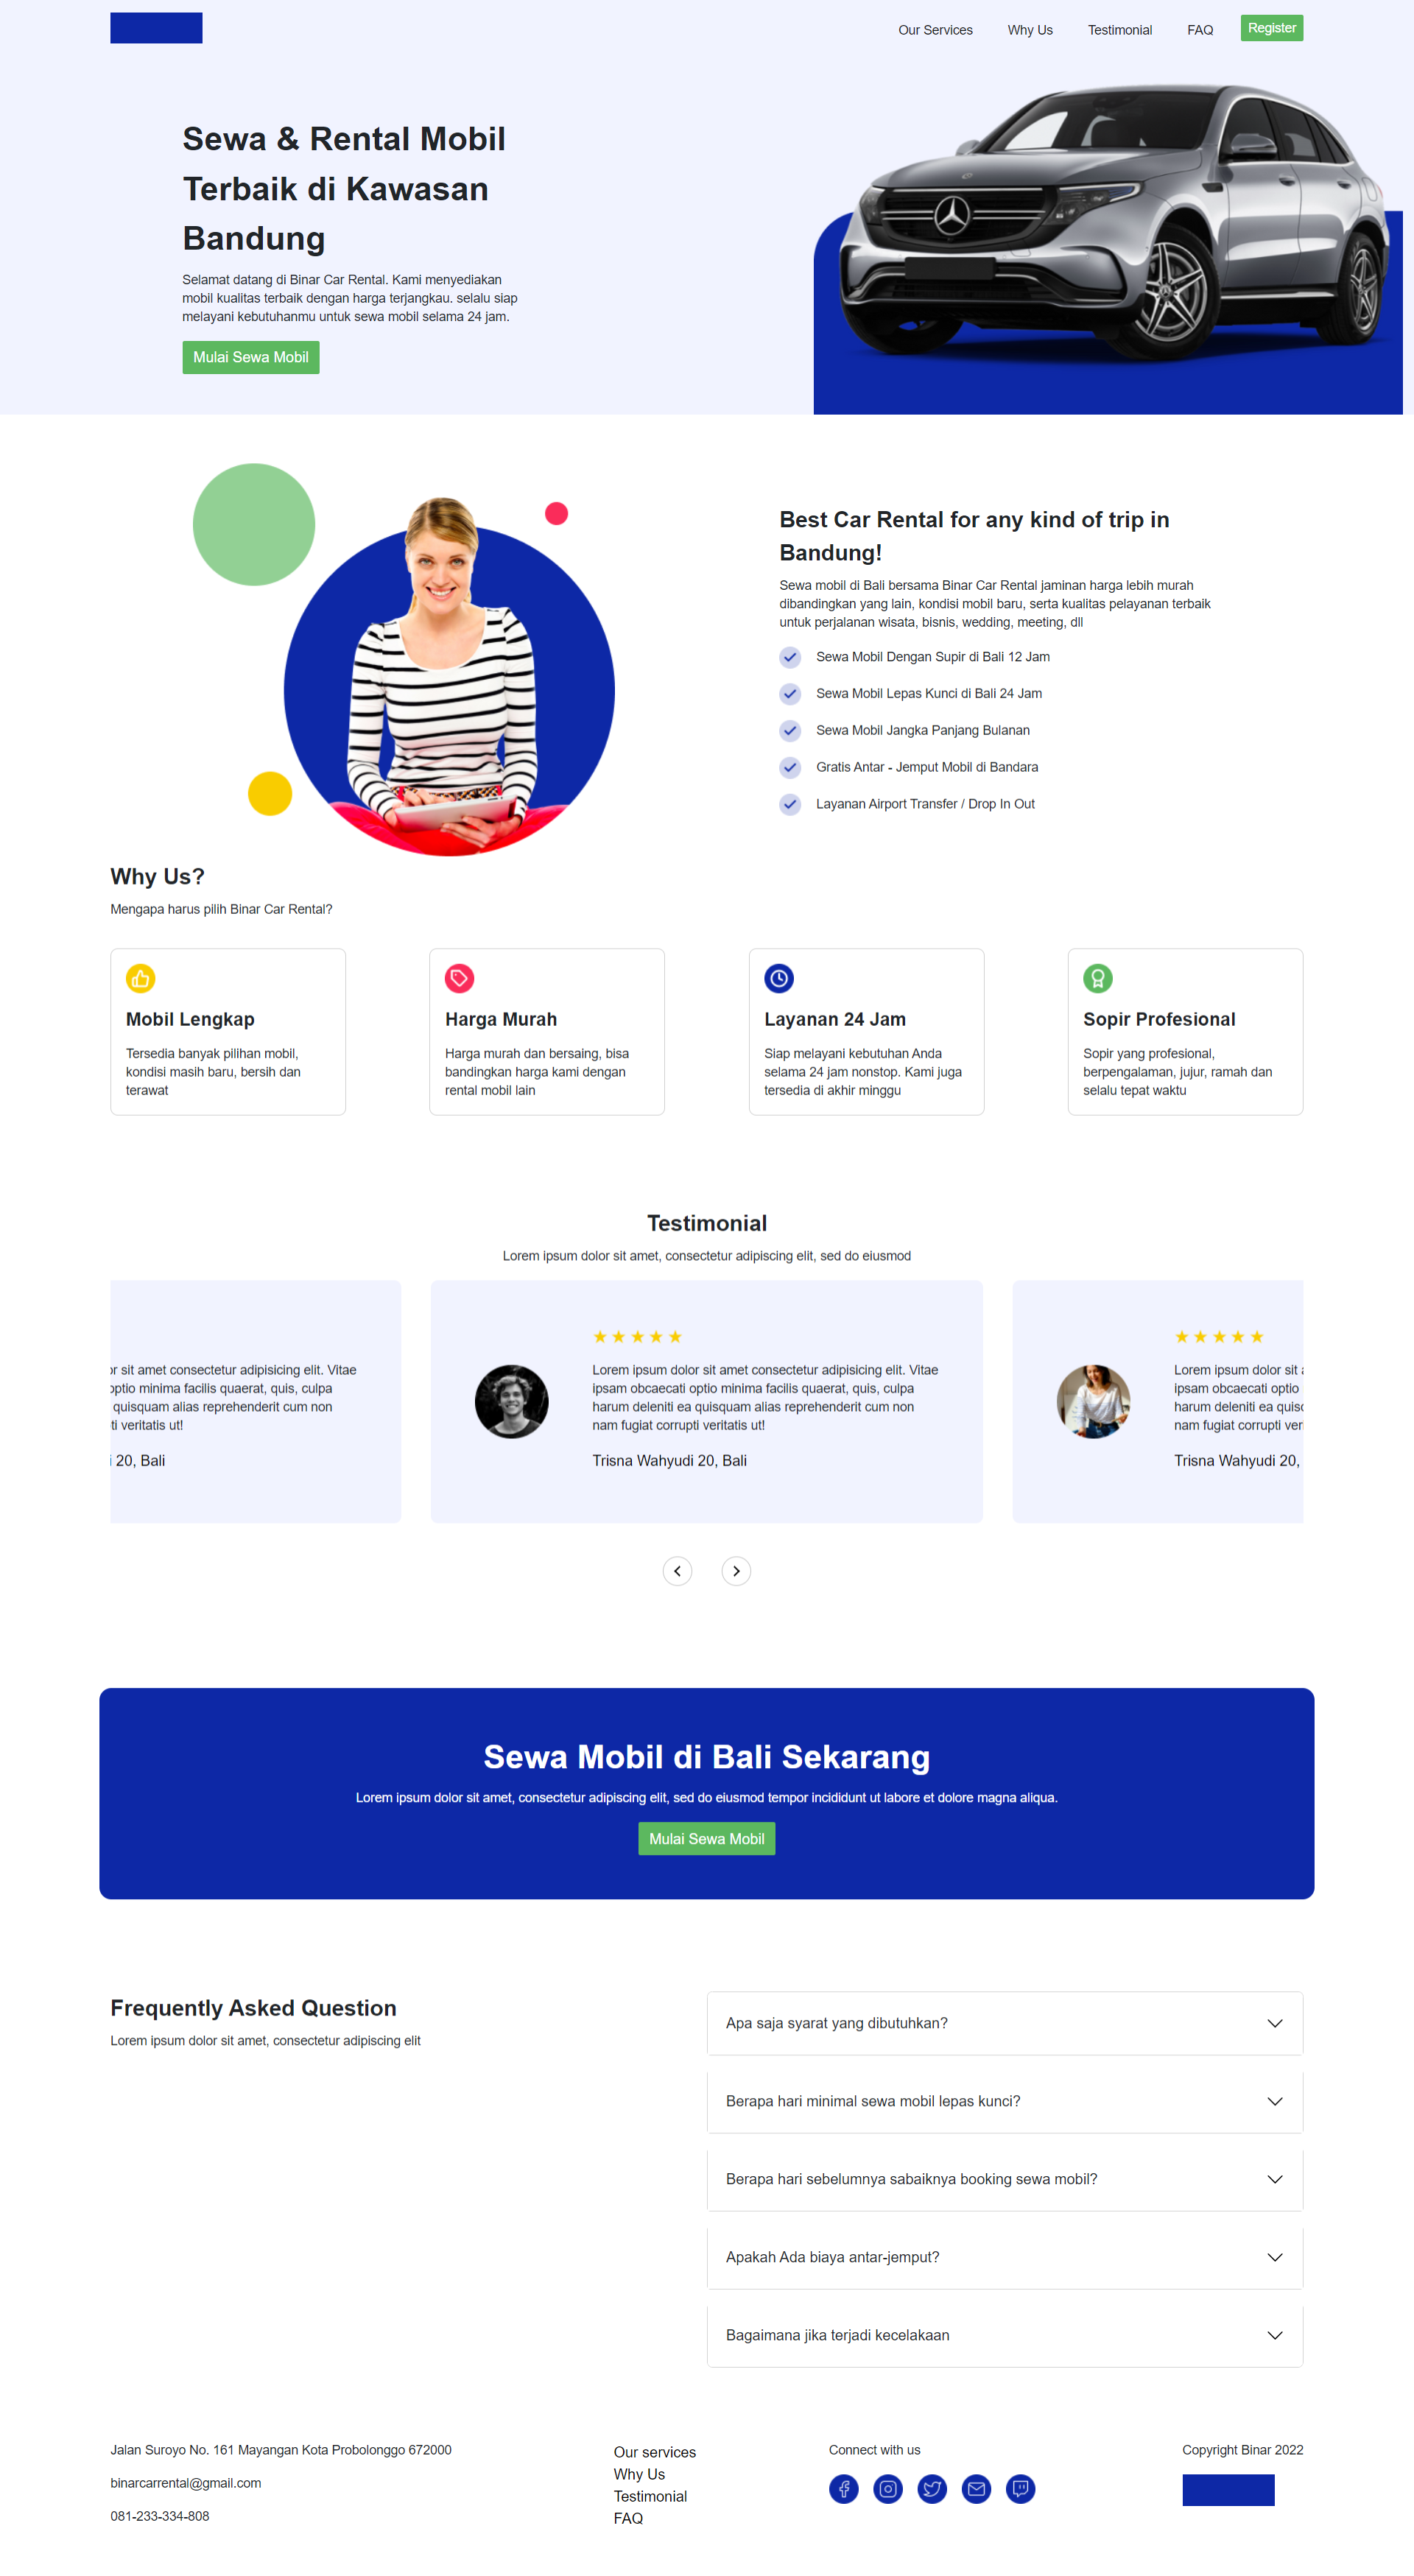 Our Services
Why Us
Testimonial
FAQ
Register
Sewa & Rental Mobil
Terbaik di Kawasan
Bandung
Selamat datang di Binar Car Rental. Kami menyediakan
mobil kualitas terbaik dengan harga terjangkau. selalu siap
melayani kebutuhanmu untuk sewa mobil selama 24 jam.
Mulai Sewa Mobil
Best Car Rental for any kind of trip in
Bandung!
Sewa mobil di Bali bersama Binar Car Rental jaminan harga lebih murah
dibandingkan yang lain, kondisi mobil baru, serta kualitas pelayanan terbaik
untuk perjalanan wisata, bisnis, wedding, meeting, dll
Sewa Mobil Dengan Supir di Bali 12 Jam
Sewa Mobil Lepas Kunci di Bali 24 Jam
Sewa Mobil Jangka Panjang Bulanan
Gratis Antar - Jemput Mobil di Bandara
Layanan Airport Transfer / Drop In Out
Why Us?
Mengapa harus pilih Binar Car Rental?
Mobil Lengkap
Tersedia banyak pilihan mobil,
kondisi masih baru, bersih dan
terawat
Harga Murah
Harga murah dan bersaing, bisa
bandingkan harga kami dengan
rental mobil lain
Layanan 24 Jam
Siap melayani kebutuhan Anda
selama 24 jam nonstop. Kami juga
tersedia di akhir minggu
Sopir Profesional
Sopir yang profesional,
berpengalaman, jujur, ramah dan
selalu tepat waktu
Testimonial
Lorem ipsum dolor sit amet, consectetur adipiscing elit, sed do eiusmod
sit amet consectetur adipisicing elit. Vitae
optio minima facilis quaerat, quis, culpa
quisquam alias reprehenderit cum non
veritatis ut!
20, Bali
Lorem ipsum dolor sit amet consectetur adipisicing elit. Vitae
ipsam obcaecati optio minima facilis quaerat, quis, culpa
harum deleniti ea quisquam alias reprehenderit cum non
nam fugiat corrupti veritatis ut!
Trisna Wahyudi 20, Bali
Lorem ipsum dolor sit
ipsam obcaecati optio
harum deleniti ea
nam fugiat corrupti
Trisna Wahyudi 20,
Sewa Mobil di Bali Sekarang
Lorem ipsum dolor sit amet, consectetur adipiscing elit, sed do eiusmod tempor incididunt ut labore et dolore magna aliqua.
Mulai Sewa Mobil
Frequently Asked Question
Lorem ipsum dolor sit amet, consectetur adipiscing elit
Apa saja syarat yang dibutuhkan?
Berapa hari minimal sewa mobil lepas kunci?
Berapa hari sebelumnya sabaiknya booking sewa mobil?
Apakah Ada biaya antar-jemput?
Bagaimana jika terjadi kecelakaan
Jalan Suroyo No. 161 Mayangan Kota Probolonggo 672000
binarcarrental@gmail.com
081-233-334-808
Our services
Why Us
Testimonial
FAQ
Connect with us
Copyright Binar 2022